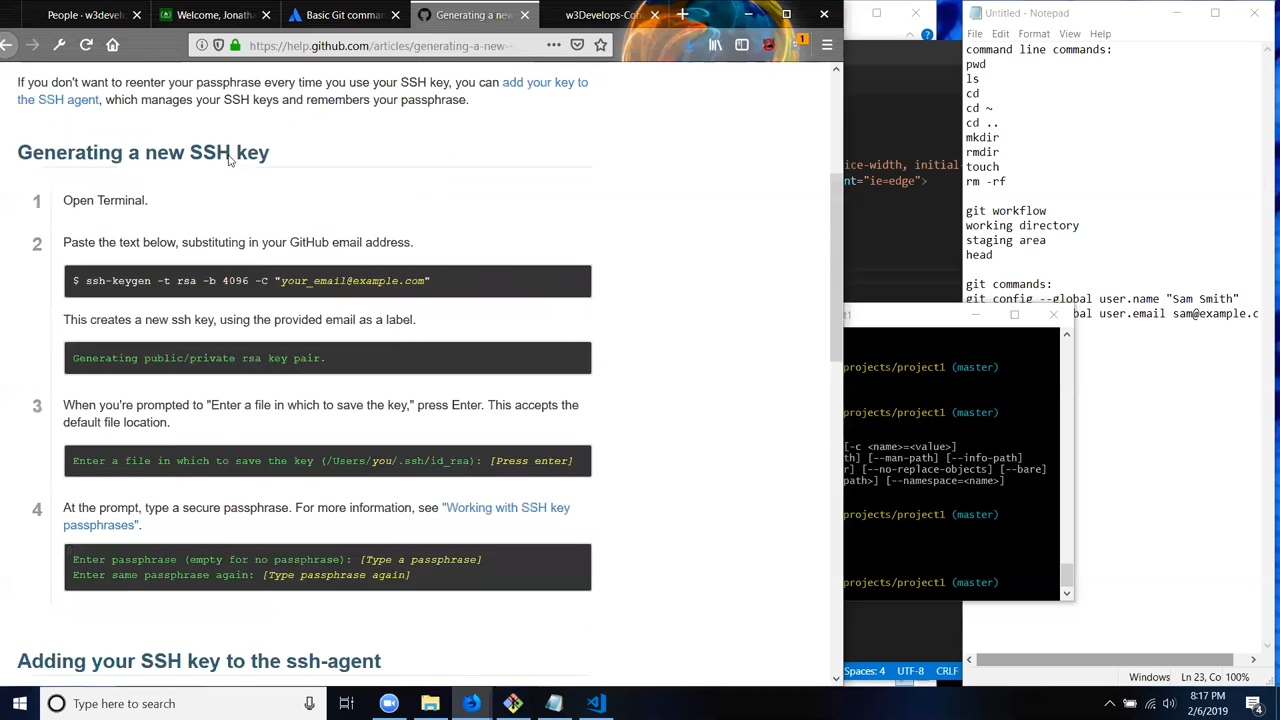 People - w3develop
Welcome, Jonatha
Basic Git comman
Generating a new
w3Develops-Con
https://help.github.com/articles/generating-a-new-
1
If you don't want to reenter your passphrase every time you use your SSH key, you can add your key to
the SSH agent, which manages your SSH keys and remembers your passphrase.
Generating a new SSH key
1 Open Terminal.
2 Paste the text below, substituting in your GitHub email address.
$ ssh-keygen -t rsa -b 4096 -C "your_email@example.com"
This creates a new ssh key, using the provided email as a label.
Generating public/private rsa key pair.
3 When you're prompted to "Enter a file in which to save the key," press Enter. This accepts the
default file location.
Enter a file in which to save the key (/Users/you/.ssh/id_rsa): [Press enter]
4 At the prompt, type a secure passphrase. For more information, see "Working with SSH key
passphrases".
Enter passphrase (empty for no passphrase): [Type a passphrase]
Enter same passphrase again: [Type passphrase again]
Adding your SSH key to the ssh-agent
ice-width, initial-
nt="ie=edge">
t1
projects/project1 (master)
projects/project1 (master)
[-c <name>=<value>]
th] [--man-path] [--info-path]
r] [--no-replace-objects] [--bare]
path>] [--namespace=<name>]
projects/project1 (master)
projects/project1 (master)
Spaces: 4 UTF-8 CRLF
Untitled - Notepad
File Edit Format View Help
command line commands:
pwd
ls
cd
cd ~
cd ..
mkdir
rmdir
touch
rm -rf
git workflow
working directory
staging area
head
git commands:
git config --global user.name "Sam Smith"
bal user.email sam@example.c
Windows Ln 23, Co 100%
Type here to search
8:17 PM
2/6/2019
4